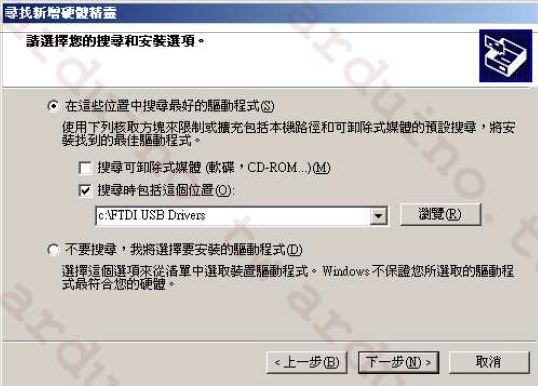 尋找新增硬體精靈
請選擇您的搜尋和安裝選項。
在這些位置中搜尋最好的驅動程式(S)
使用下列核取方塊來限制或擴充包括本機路徑和可卸除式媒體的預設搜尋，將安
裝找到的最佳驅動程式。
搜尋可卸除式媒體 (軟碟，CD-ROM...)(M)
搜尋時包括這個位置(O):
c:\FTDI USB Drivers
瀏覽(R)
不要搜尋，我將選擇要安裝的驅動程式(D)
選擇這個選項來從清單中選取裝置驅動程式。Windows 不保證您所選取的驅動程
式最符合您的硬體。
<上一步(B)
下一步(N)>
取消
arduino.tw